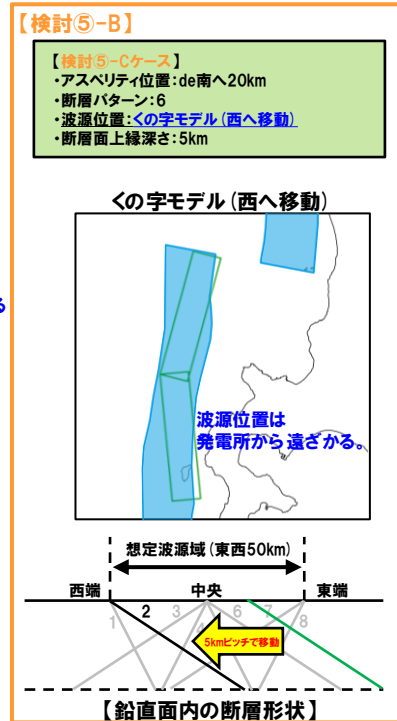 【検討⑤-B】
【検討⑤-Cケース】
・アスペリティ位置:de南へ20km
・断層パターン:6
・波源位置:くの字モデル(西へ移動)
・断層面上縁深さ:5km
くの字モデル(西へ移動)
る
波源位置は
発電所から遠ざかる。
想定波源域(東西50km)
西端 中央 東端
1 2 3 6 7 8
5kmピッチで移動
【鉛直面内の断層形状】